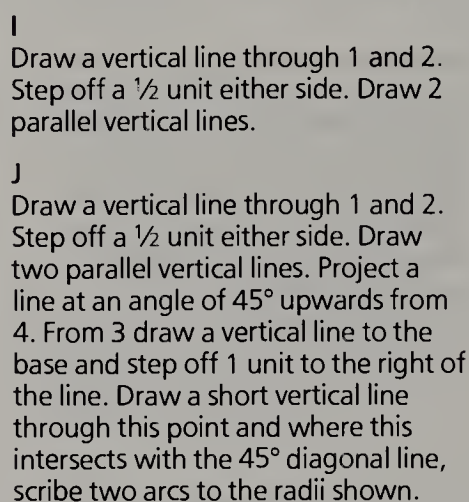 I
Draw a vertical line through 1 and 2.
Step off a ½ unit either side. Draw 2
parallel vertical lines.
J
Draw a vertical line through 1 and 2.
Step off a ½ unit either side. Draw
two parallel vertical lines. Project a
line at an angle of 45° upwards from
4. From 3 draw a vertical line to the
base and step off 1 unit to the right of
the line. Draw a short vertical line
through this point and where this
intersects with the 45° diagonal line,
scribe two arcs to the radii shown.